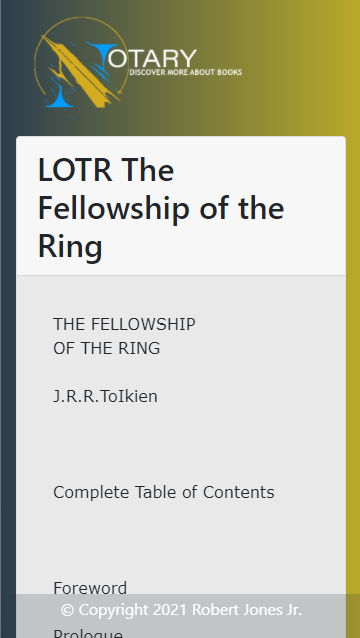 NOTARY
DISCOVER MORE ABOUT BOOKS
LOTR The
Fellowship of the
Ring
THE FELLOWSHIP
OF THE RING
J.R.R.ToIkien
Complete Table of Contents
Foreword
© Copyright 2021 Robert Jones Jr.
Prologue